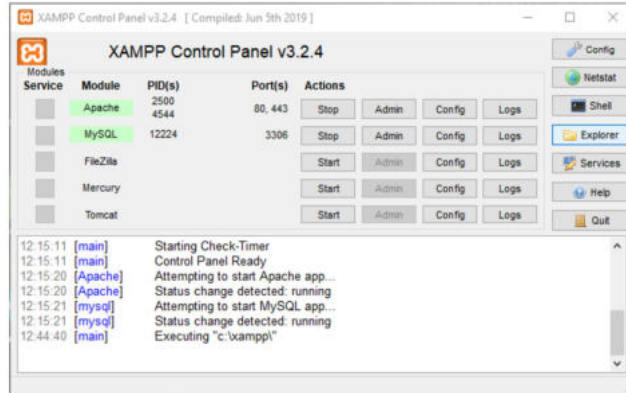 XAMPP Control Panel v3.2.4 [ Compiled: Jun 5th 2019 ]
XAMPP Control Panel v3.2.4
Config
Modules
Service Module PID(s) Port(s) Actions
Netstat
Apache 2500 4544 80, 443 Stop Admin Config Logs
Shell
MySQL 12224 3306 Stop Admin Config Logs
Explorer
FileZilla Start Admin Config Logs
Services
Mercury Start Admin Config Logs
Help
Tomcat Start Admin Config Logs
Quit
12:15:11 [main] Starting Check-Timer
12:15:11 [main] Control Panel Ready
12:15:20 [Apache] Attempting to start Apache app...
12:15:20 [Apache] Status change detected: running
12:15:21 [mysql] Attempting to start MySQL app...
12:15:21 [mysql] Status change detected: running
12:44:40 [main] Executing "c:\xampp\"